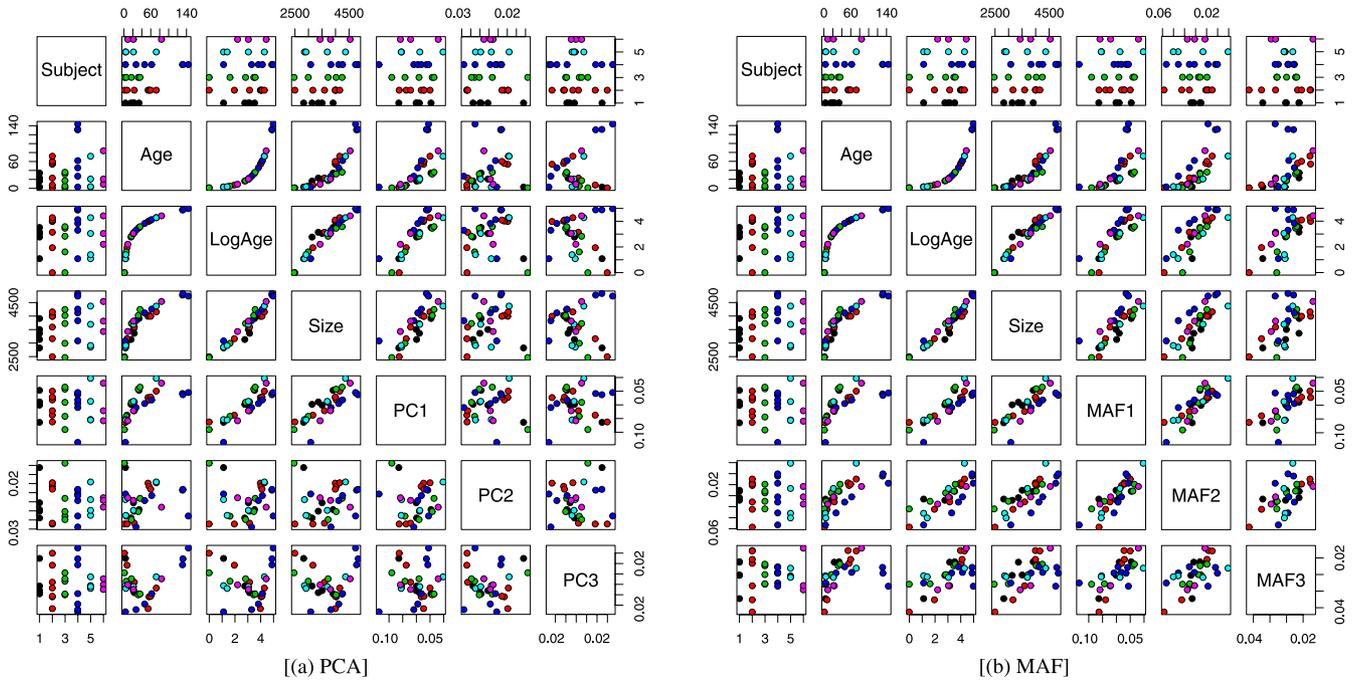 0 60 140 2500 4500 0.03 0.02 0 60 140 2500 4500 0.06 0.02
Subject 1 3 5 Subject 1 3 5
0 60 140 Age 0 60 140 Age
LogAge 0 2 4 LogAge 0 2 4
2500 4500 Size 2500 4500 Size
PC1 0.10 0.05 MAF1 0.10 0.05
0.03 0.02 PC2 0.06 0.02 MAF2
PC3 0.02 0.02 MAF3 0.04 0.02
1 3 5 0 2 4 0.10 0.05 0.02 0.02 1 3 5 0 2 4 0.10 0.05 0.04 0.02
[(a) PCA] [(b) MAF]